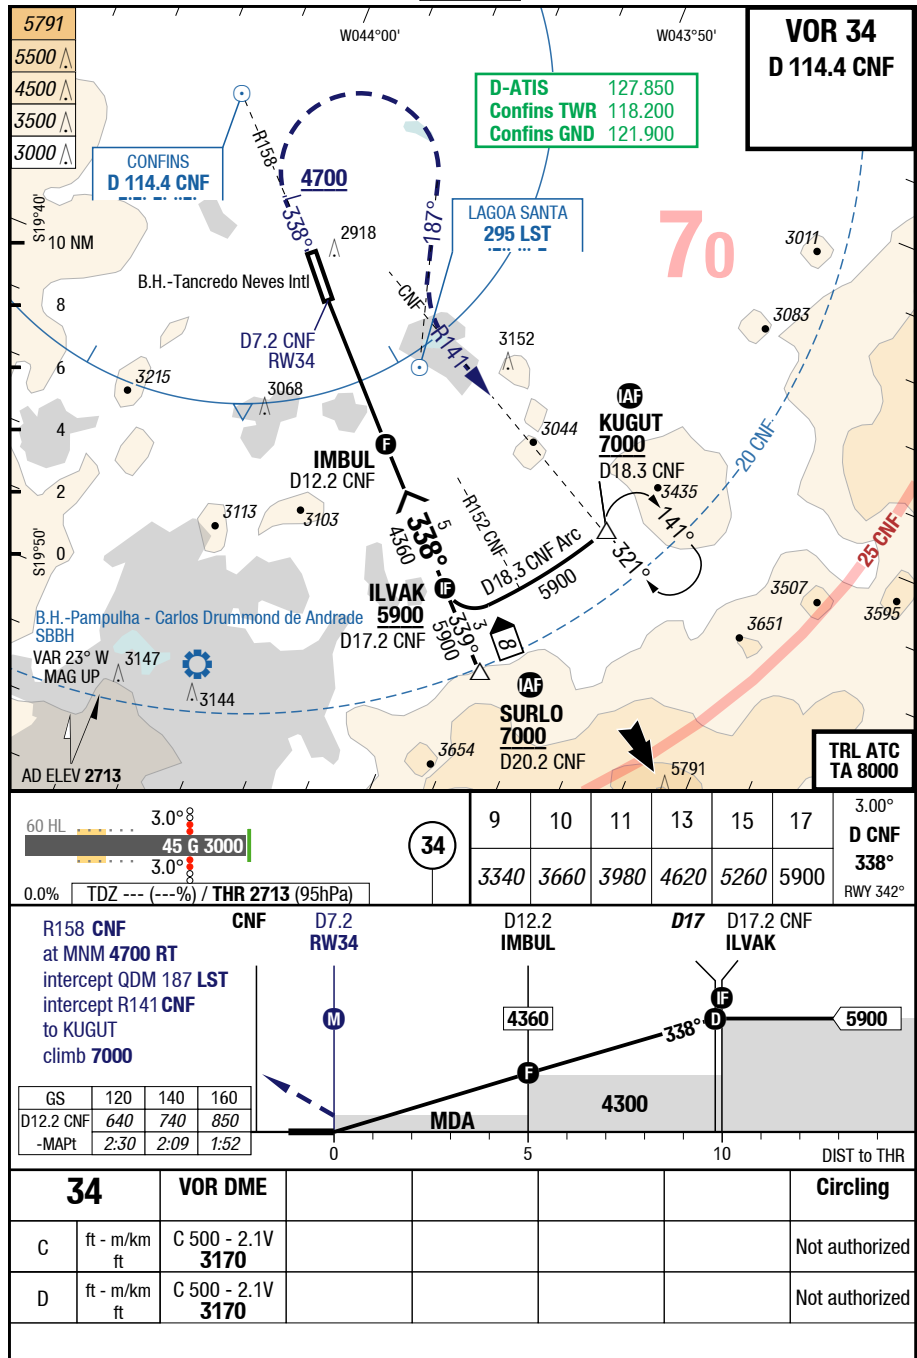 5791
5500
4500
3500
3000
W044°00'
W043°50'
VOR 34
D 114.4 CNF
D-ATIS 127.850
Confins TWR 118.200
Confins GND 121.900
CONFINS
D 114.4 CNF
R158
4700
338°
187°
LAGOA SANTA
295 LST
70
S19°40'
10 NM
8
6
4
2
0
S19°50'
2918
3011
B.H.-Tancredo Neves Intl
CNF
R141
D7.2 CNF
RW34
3083
3152
3215
3068
IAF
KUGUT
7000
D18.3 CNF
3044
20 CNF
F
IMBUL
D12.2 CNF
3435
3113
3103
R152 CNF
141°
321°
338°
5
4360
D18.3 CNF Arc
5900
25 CNF
IF
ILVAK
5900
D17.2 CNF
339°
3
5900
8
3507
3595
3651
B.H.-Pampulha - Carlos Drummond de Andrade
SBBH
VAR 23° W
MAG UP
3147
3144
IAF
SURLO
7000
D20.2 CNF
3654
5791
AD ELEV 2713
TRL ATC
TA 8000
60 HL
3.0°
45 G 3000
3.0°
0.0%
TDZ --- (---%) / THR 2713 (95hPa)
34
9 10 11 13 15 17
3340 3660 3980 4620 5260 5900
3.00°
D CNF
338°
RWY 342°
R158 CNF
at MNM 4700 RT
intercept QDM 187 LST
intercept R141 CNF
to KUGUT
climb 7000
CNF D7.2 D12.2 D17 D17.2 CNF
RW34 IMBUL ILVAK
IF
M 4360 338° D 5900
F
MDA 4300
0 5 10 DIST to THR
GS 120 140 160
D12.2 CNF 640 740 850
-MAPt 2:30 2:09 1:52
34 VOR DME Circling
C ft - m/km C 500 - 2.1V Not authorized
ft 3170
D ft - m/km C 500 - 2.1V Not authorized
ft 3170